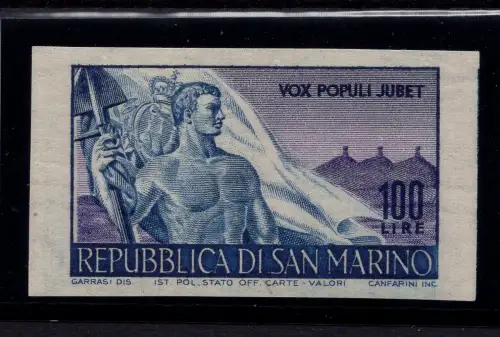 VOX POPULI JUBET
100
LIRE
REPUBBLICA DI SAN MARINO
GARRASI DIS. IST. POL. STATO OFF. CARTE - VALORI CANFARINI INC.